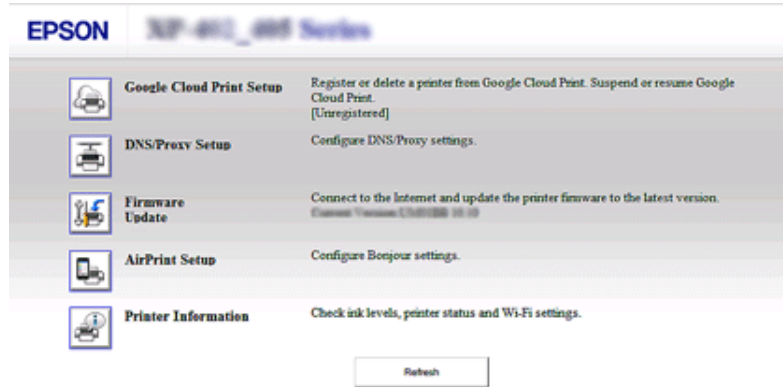 EPSON
Google Cloud Print Setup
Register or delete a printer from Google Cloud Print. Suspend or resume Google
Cloud Print.
[Unregistered]
DNS/Proxy Setup
Configure DNS/Proxy settings.
Firmware
Update
Connect to the Internet and update the printer firmware to the latest version.
AirPrint Setup
Configure Bonjour settings.
Printer Information
Check ink levels, printer status and Wi-Fi settings.
Refresh